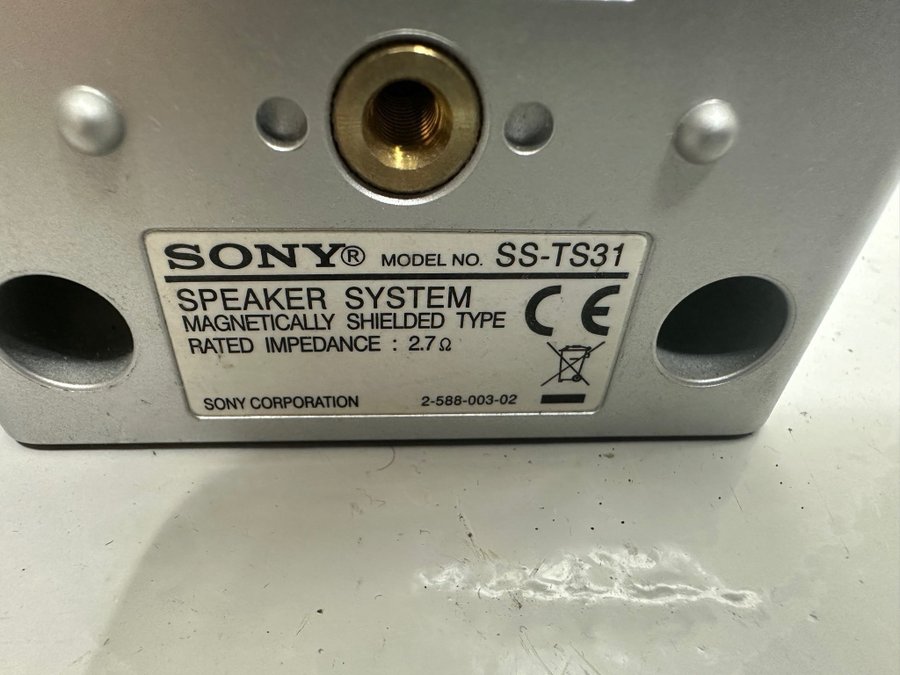 SONY® MODEL NO. SS-TS31
SPEAKER SYSTEM
MAGNETICALLY SHIELDED TYPE
RATED IMPEDANCE : 2.7Ω
CE
SONY CORPORATION 2-588-003-02